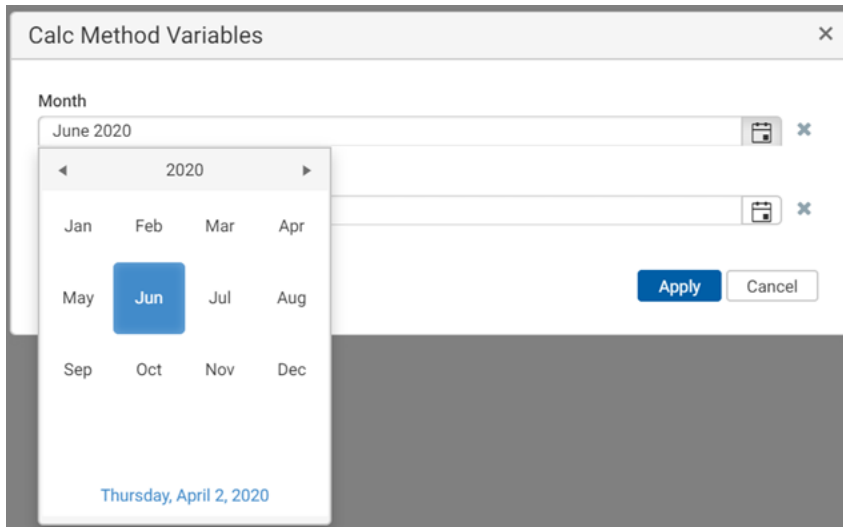 Calc Method Variables
Month
June 2020
2020
Jan Feb Mar Apr
May Jun Jul Aug
Apply Cancel
Sep Oct Nov Dec
Thursday, April 2, 2020